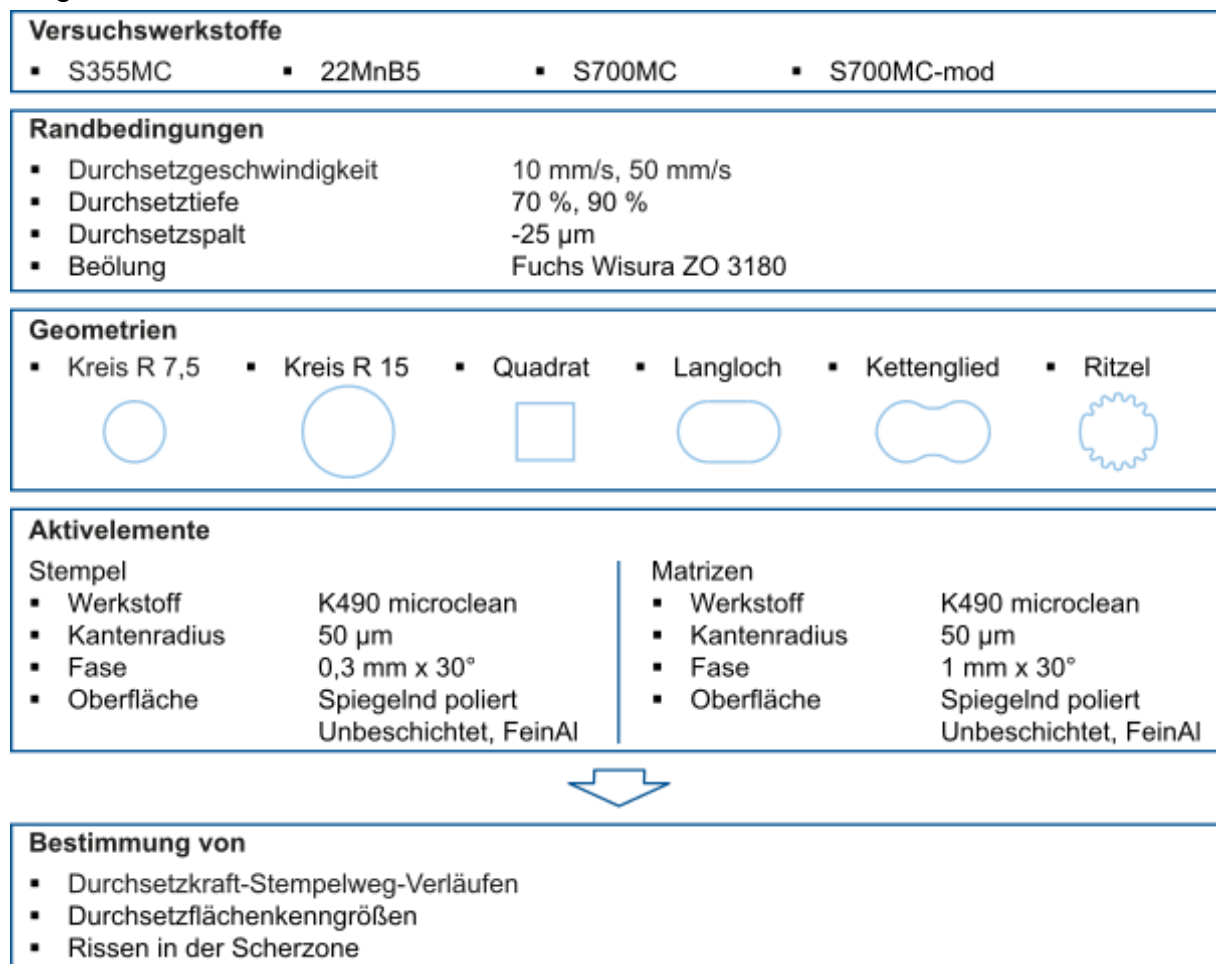 Versuchswerkstoffe
▪ S355MC ▪ 22MnB5 ▪ S700MC ▪ S700MC-mod
Randbedingungen
▪ Durchsetzgeschwindigkeit 10 mm/s, 50 mm/s
▪ Durchsetztiefe 70 %, 90 %
▪ Durchsetzspalt -25 µm
▪ Beölung Fuchs Wisura ZO 3180
Geometrien
▪ Kreis R 7,5 ▪ Kreis R 15 ▪ Quadrat ▪ Langloch ▪ Kettenglied ▪ Ritzel
Aktivelemente
Stempel Matrizen
▪ Werkstoff K490 microclean ▪ Werkstoff K490 microclean
▪ Kantenradius 50 µm ▪ Kantenradius 50 µm
▪ Fase 0,3 mm x 30° ▪ Fase 1 mm x 30°
▪ Oberfläche Spiegelnd poliert ▪ Oberfläche Spiegelnd poliert
Unbeschichtet, FeinAl Unbeschichtet, FeinAl
Bestimmung von
▪ Durchsetzkraft-Stempelweg-Verläufen
▪ Durchsetzflächenkenngrößen
▪ Rissen in der Scherzone